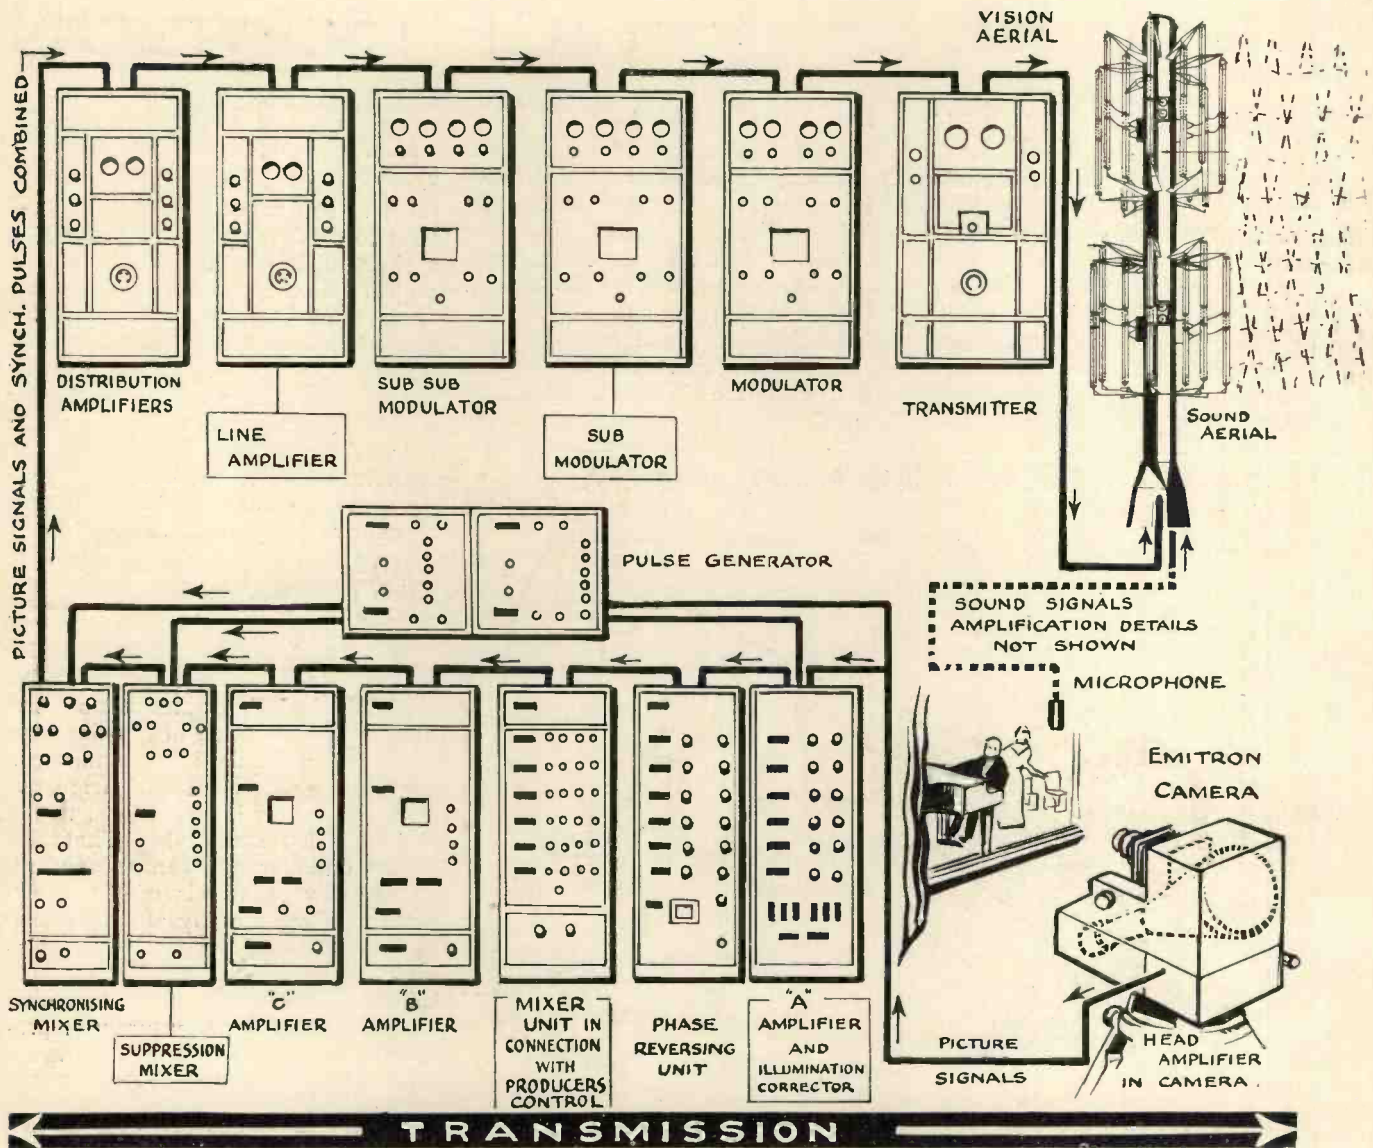 VISION
AERIAL
PICTURE SIGNALS AND SYNCH. PULSES COMBINED
DISTRIBUTION
AMPLIFIERS
LINE
AMPLIFIER
SUB SUB
MODULATOR
SUB
MODULATOR
MODULATOR
TRANSMITTER
SOUND
AERIAL
PULSE GENERATOR
SOUND SIGNALS
AMPLIFICATION DETAILS
NOT SHOWN
MICROPHONE
EMITRON
CAMERA
SYNCHRONISING
MIXER
SUPPRESSION
MIXER
"C"
AMPLIFIER
"B"
AMPLIFIER
MIXER
UNIT IN
CONNECTION
WITH
PRODUCERS
CONTROL
PHASE
REVERSING
UNIT
"A"
AMPLIFIER
AND
ILLUMINATION
CORRECTOR
PICTURE
SIGNALS
HEAD
AMPLIFIER
IN CAMERA.
TRANSMISSION